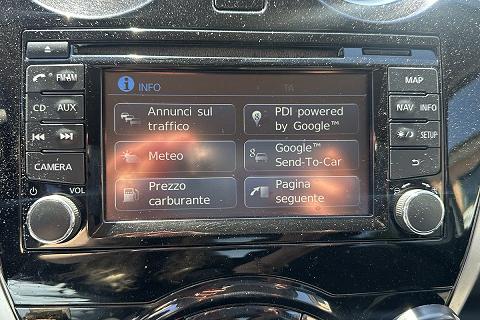 INFO
TA
Annunci sul
traffico
PDI powered
by Google™
Meteo
Google™
Send-To-Car
Prezzo
carburante
Pagina
seguente
FM·AM
CD
AUX
CAMERA
VOL
MAP
NAV
INFO
SETUP